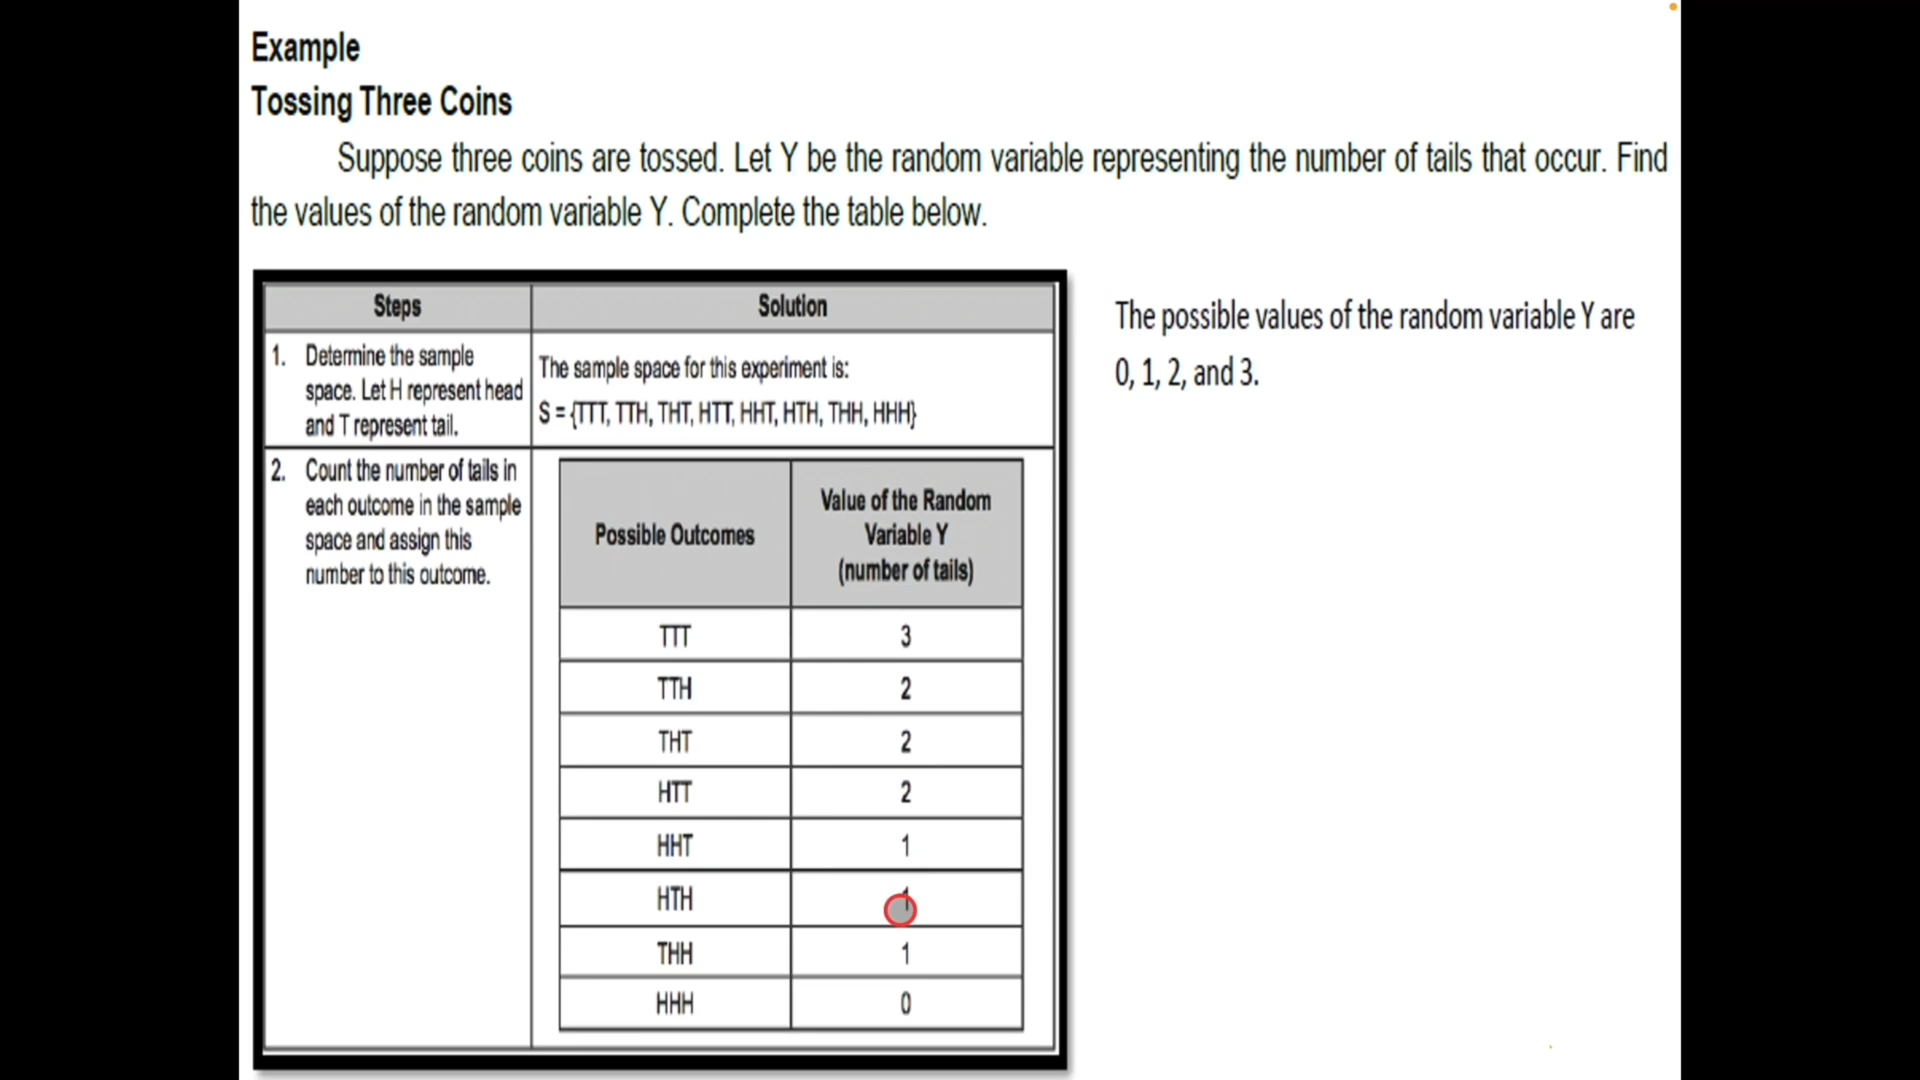 Example
Tossing Three Coins
Suppose three coins are tossed. Let Y be the random variable representing the number of tails that occur. Find
the values of the random variable Y. Complete the table below.
Steps
Solution
1. Determine the sample
space. Let H represent head
and T represent tail.
The sample space for this experiment is:
S = {TTT, TTH, THT, HTT, HHT, HTH, THH, HHH}
2. Count the number of tails in
each outcome in the sample
space and assign this
number to this outcome.
Possible Outcomes
Value of the Random
Variable Y
(number of tails)
TTT 3
TTH 2
THT 2
HTT 2
HHT 1
HTH 1
THH 1
HHH 0
The possible values of the random variable Y are
0, 1, 2, and 3.